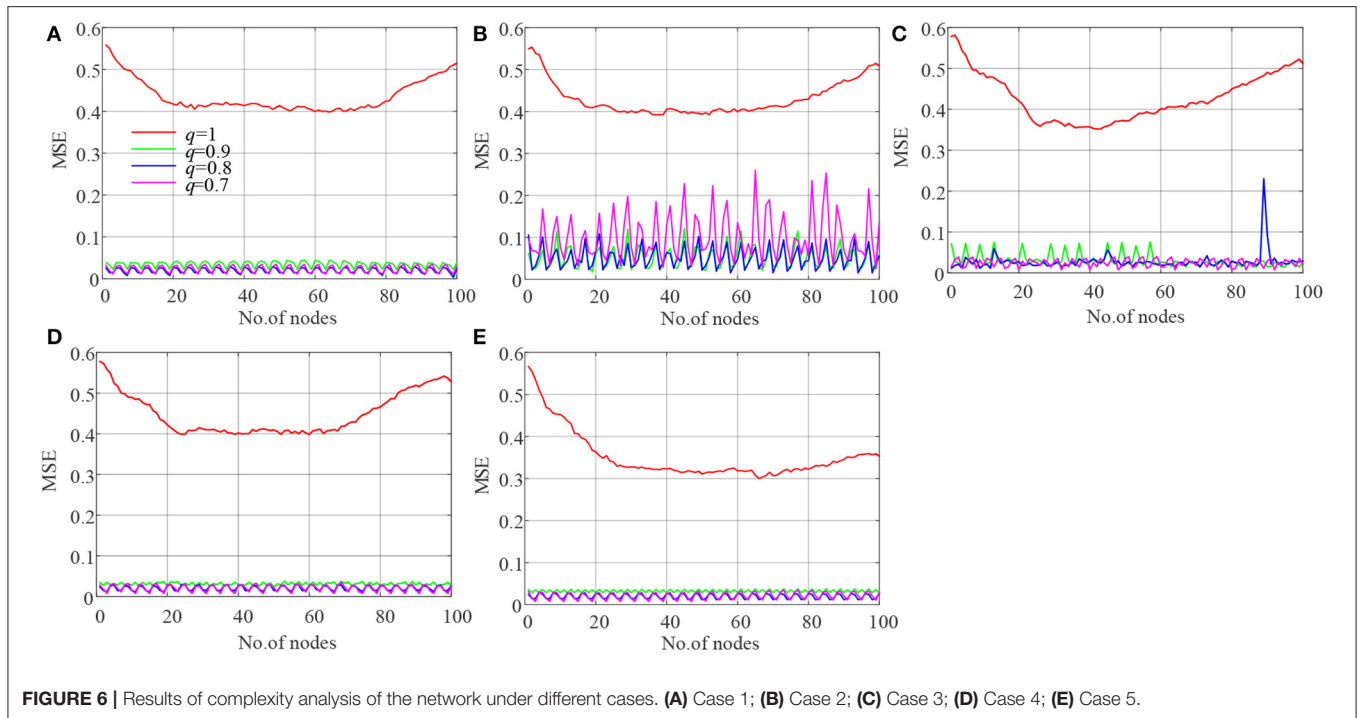 A
0.6
0.5
0.4
0.3
0.2
0.1
0
MSE
q=1
q=0.9
q=0.8
q=0.7
0 20 40 60 80 100
No.of nodes
B
0.6
0.5
0.4
0.3
0.2
0.1
0
MSE
0 20 40 60 80 100
No.of nodes
C
0.6
0.5
0.4
0.3
0.2
0.1
0
MSE
0 20 40 60 80 100
No.of nodes
D
0.6
0.5
0.4
0.3
0.2
0.1
0
MSE
0 20 40 60 80 100
No.of nodes
E
0.6
0.5
0.4
0.3
0.2
0.1
0
MSE
0 20 40 60 80 100
No.of nodes
FIGURE 6 | Results of complexity analysis of the network under different cases. (A) Case 1; (B) Case 2; (C) Case 3; (D) Case 4; (E) Case 5.